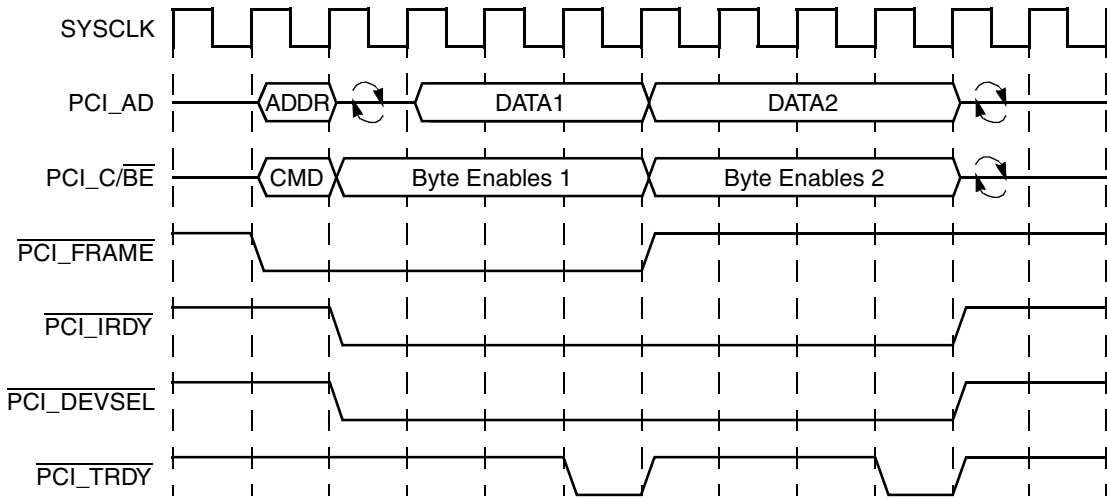 SYSCLK
PCI_AD ADDR DATA1 DATA2
PCI_C/BE CMD Byte Enables 1 Byte Enables 2
PCI_FRAME
PCI_IRDY
PCI_DEVSEL
PCI_TRDY